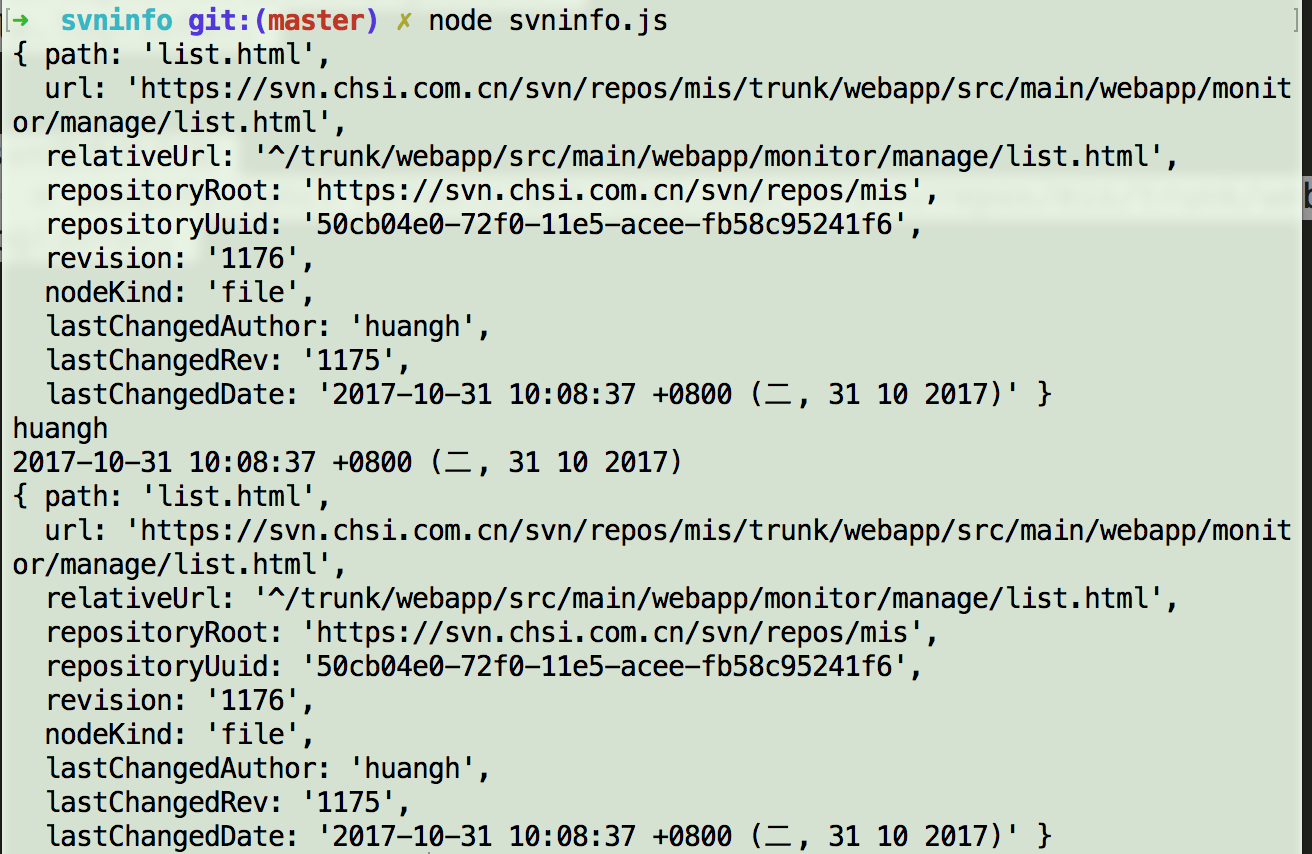 [➜  svninfo git:(master) ✗ node svninfo.js ]
{ path: 'list.html',
  url: 'https://svn.chsi.com.cn/svn/repos/mis/trunk/webapp/src/main/webapp/monit
or/manage/list.html',
  relativeUrl: '^/trunk/webapp/src/main/webapp/monitor/manage/list.html',
  repositoryRoot: 'https://svn.chsi.com.cn/svn/repos/mis',
  repositoryUuid: '50cb04e0-72f0-11e5-acee-fb58c95241f6',
  revision: '1176',
  nodeKind: 'file',
  lastChangedAuthor: 'huangh',
  lastChangedRev: '1175',
  lastChangedDate: '2017-10-31 10:08:37 +0800 (二, 31 10 2017)' }
huangh
2017-10-31 10:08:37 +0800 (二, 31 10 2017)
{ path: 'list.html',
  url: 'https://svn.chsi.com.cn/svn/repos/mis/trunk/webapp/src/main/webapp/monit
or/manage/list.html',
  relativeUrl: '^/trunk/webapp/src/main/webapp/monitor/manage/list.html',
  repositoryRoot: 'https://svn.chsi.com.cn/svn/repos/mis',
  repositoryUuid: '50cb04e0-72f0-11e5-acee-fb58c95241f6',
  revision: '1176',
  nodeKind: 'file',
  lastChangedAuthor: 'huangh',
  lastChangedRev: '1175',
  lastChangedDate: '2017-10-31 10:08:37 +0800 (二, 31 10 2017)' }